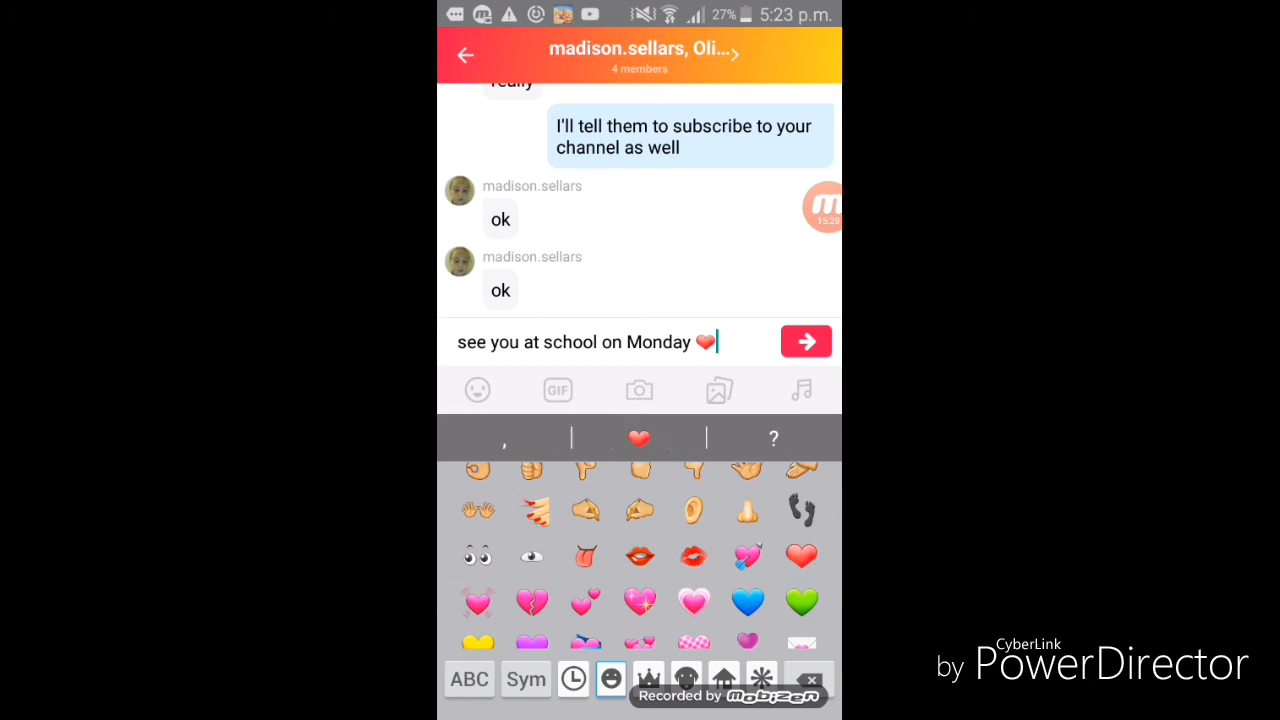 27% 5:23 p.m.
madison.sellars, Oli...
4 members
really
I'll tell them to subscribe to your
channel as well
madison.sellars
ok
15:29
madison.sellars
ok
see you at school on Monday ❤
GIF
, ❤ ?
ABC Sym
Recorded by mobizen
CyberLink
by PowerDirector